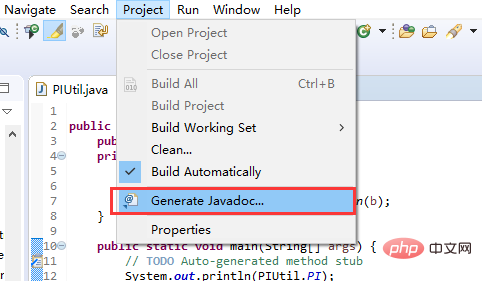 Navigate Search Project Run Window Help
Open Project
Close Project
Build All Ctrl+B
Build Project
Build Working Set
Clean...
Build Automatically
Generate Javadoc...
Properties
PIUtil.java
1
2 public
3 pub
4 pri
5
6
7 n(b);
8 }
9
10 public static void main(String[] args) {
11 // TODO Auto-generated method stub
12 System.out.println(PIUtil.PI);
php 中文网